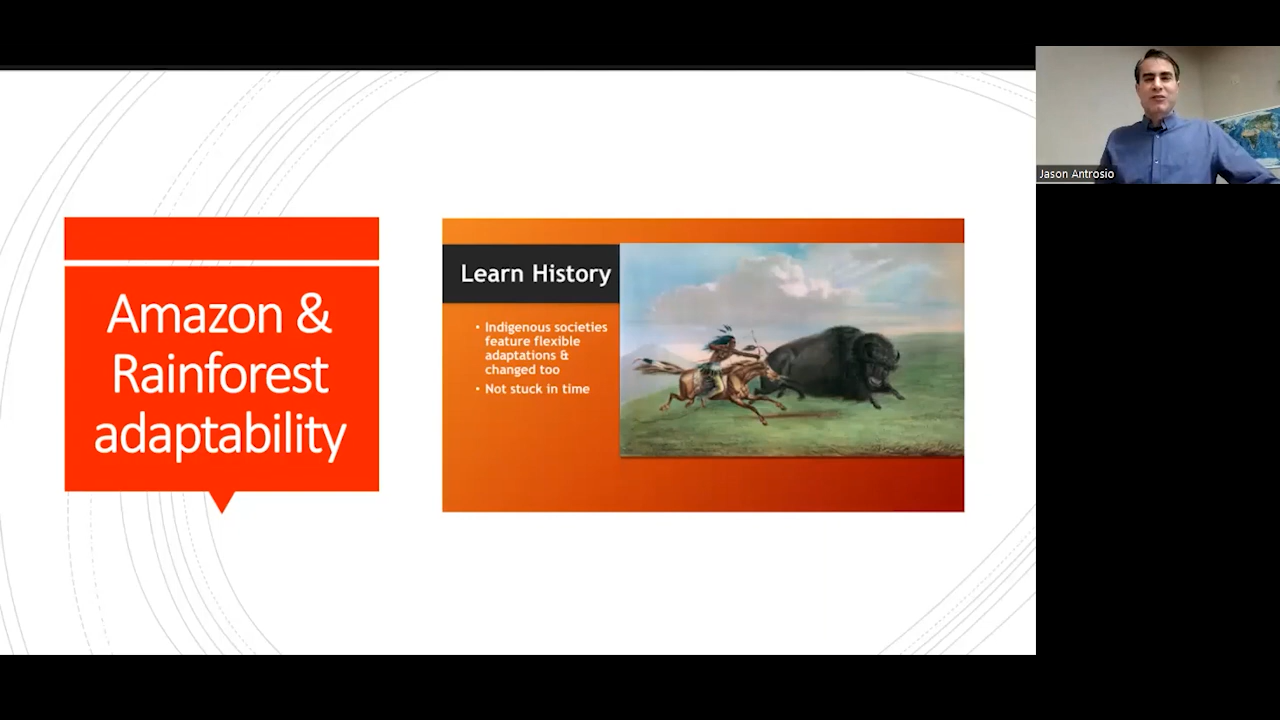 Amazon &
Rainforest
adaptability
Learn History
• Indigenous societies
feature flexible
adaptations &
changed too
• Not stuck in time
Jason Antrosio